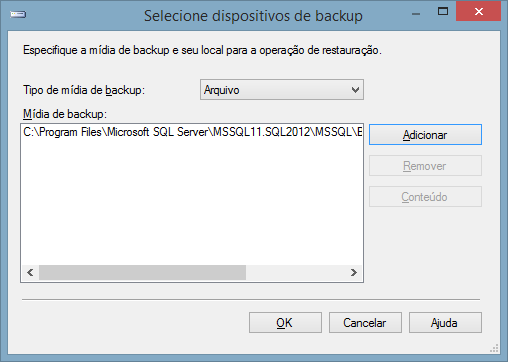 Selecione dispositivos de backup
Especifique a mídia de backup e seu local para a operação de restauração.
Tipo de mídia de backup:
Arquivo
Mídia de backup:
C:\Program Files\Microsoft SQL Server\MSSQL11.SQL2012\MSSQL\E
Adicionar
Remover
Conteúdo
OK
Cancelar
Ajuda